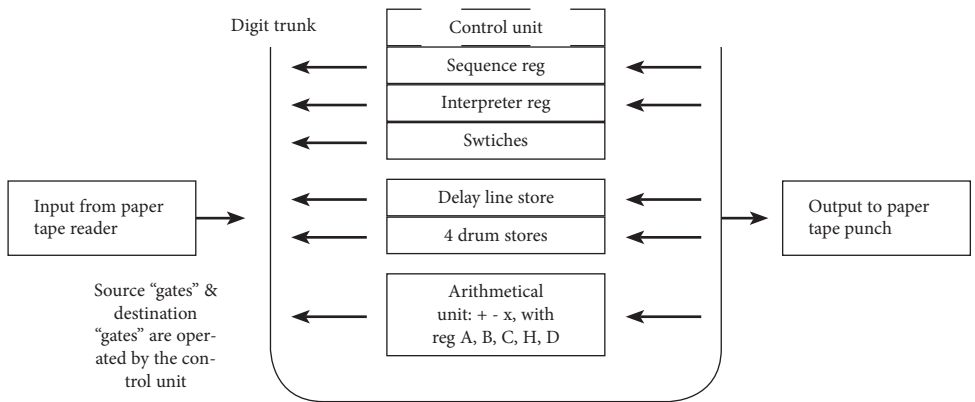 Digit trunk
Control unit
Sequence reg
Interpreter reg
Swtiches
Input from paper
tape reader
Delay line store
4 drum stores
Output to paper
tape punch
Source “gates” &
destination
“gates” are oper-
ated by the con-
trol unit
Arithmetical
unit: + - x, with
reg A, B, C, H, D